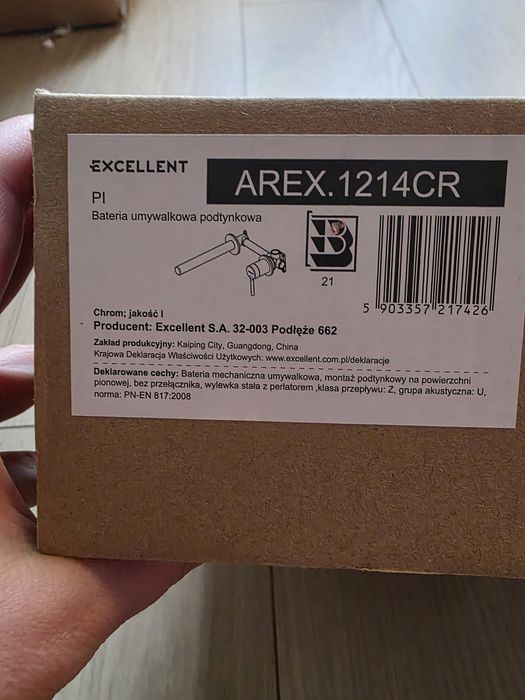 EXCELLENT
AREX.1214CR
PI
Bateria umywalkowa podtynkowa
B
21
5 903357 217426
Chrom; jakość I
Producent: Excellent S.A. 32-003 Podłęże 662
Zakład produkcyjny: Kaiping City, Guangdong, China
Krajowa Deklaracja Właściwości Użytkowych: www.excellent.com.pl/deklaracje
Deklarowane cechy: Bateria mechaniczna umywalkowa, montaż podtynkowy na powierzchni
pionowej, bez przełącznika, wylewka stała z perlatorem ,klasa przepływu: Z, grupa akustyczna: U,
norma: PN-EN 817:2008